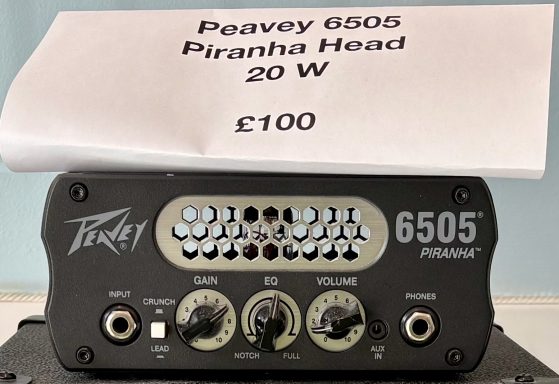 Peavey 6505
Piranha Head
20 W
£100
PEAVEY®
6505®
PIRANHA™
GAIN
EQ
VOLUME
INPUT
CRUNCH
LEAD
NOTCH
FULL
PHONES
AUX
IN